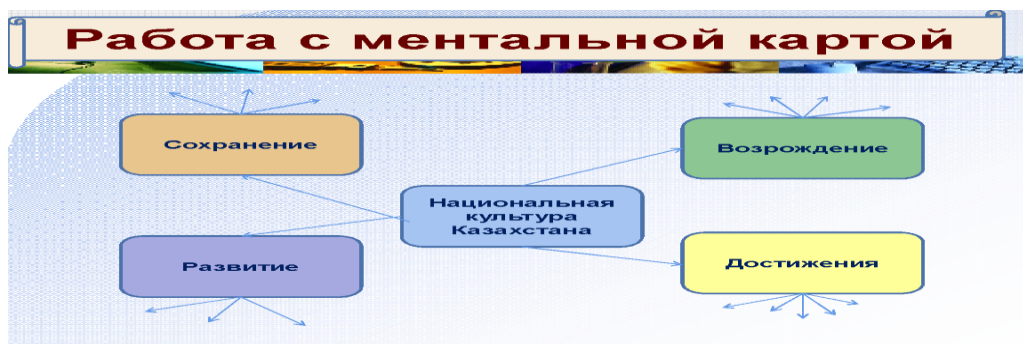 Работа с ментальной картой
Сохранение
Возрождение
Национальная
культура
Казахстана
Развитие
Достижения